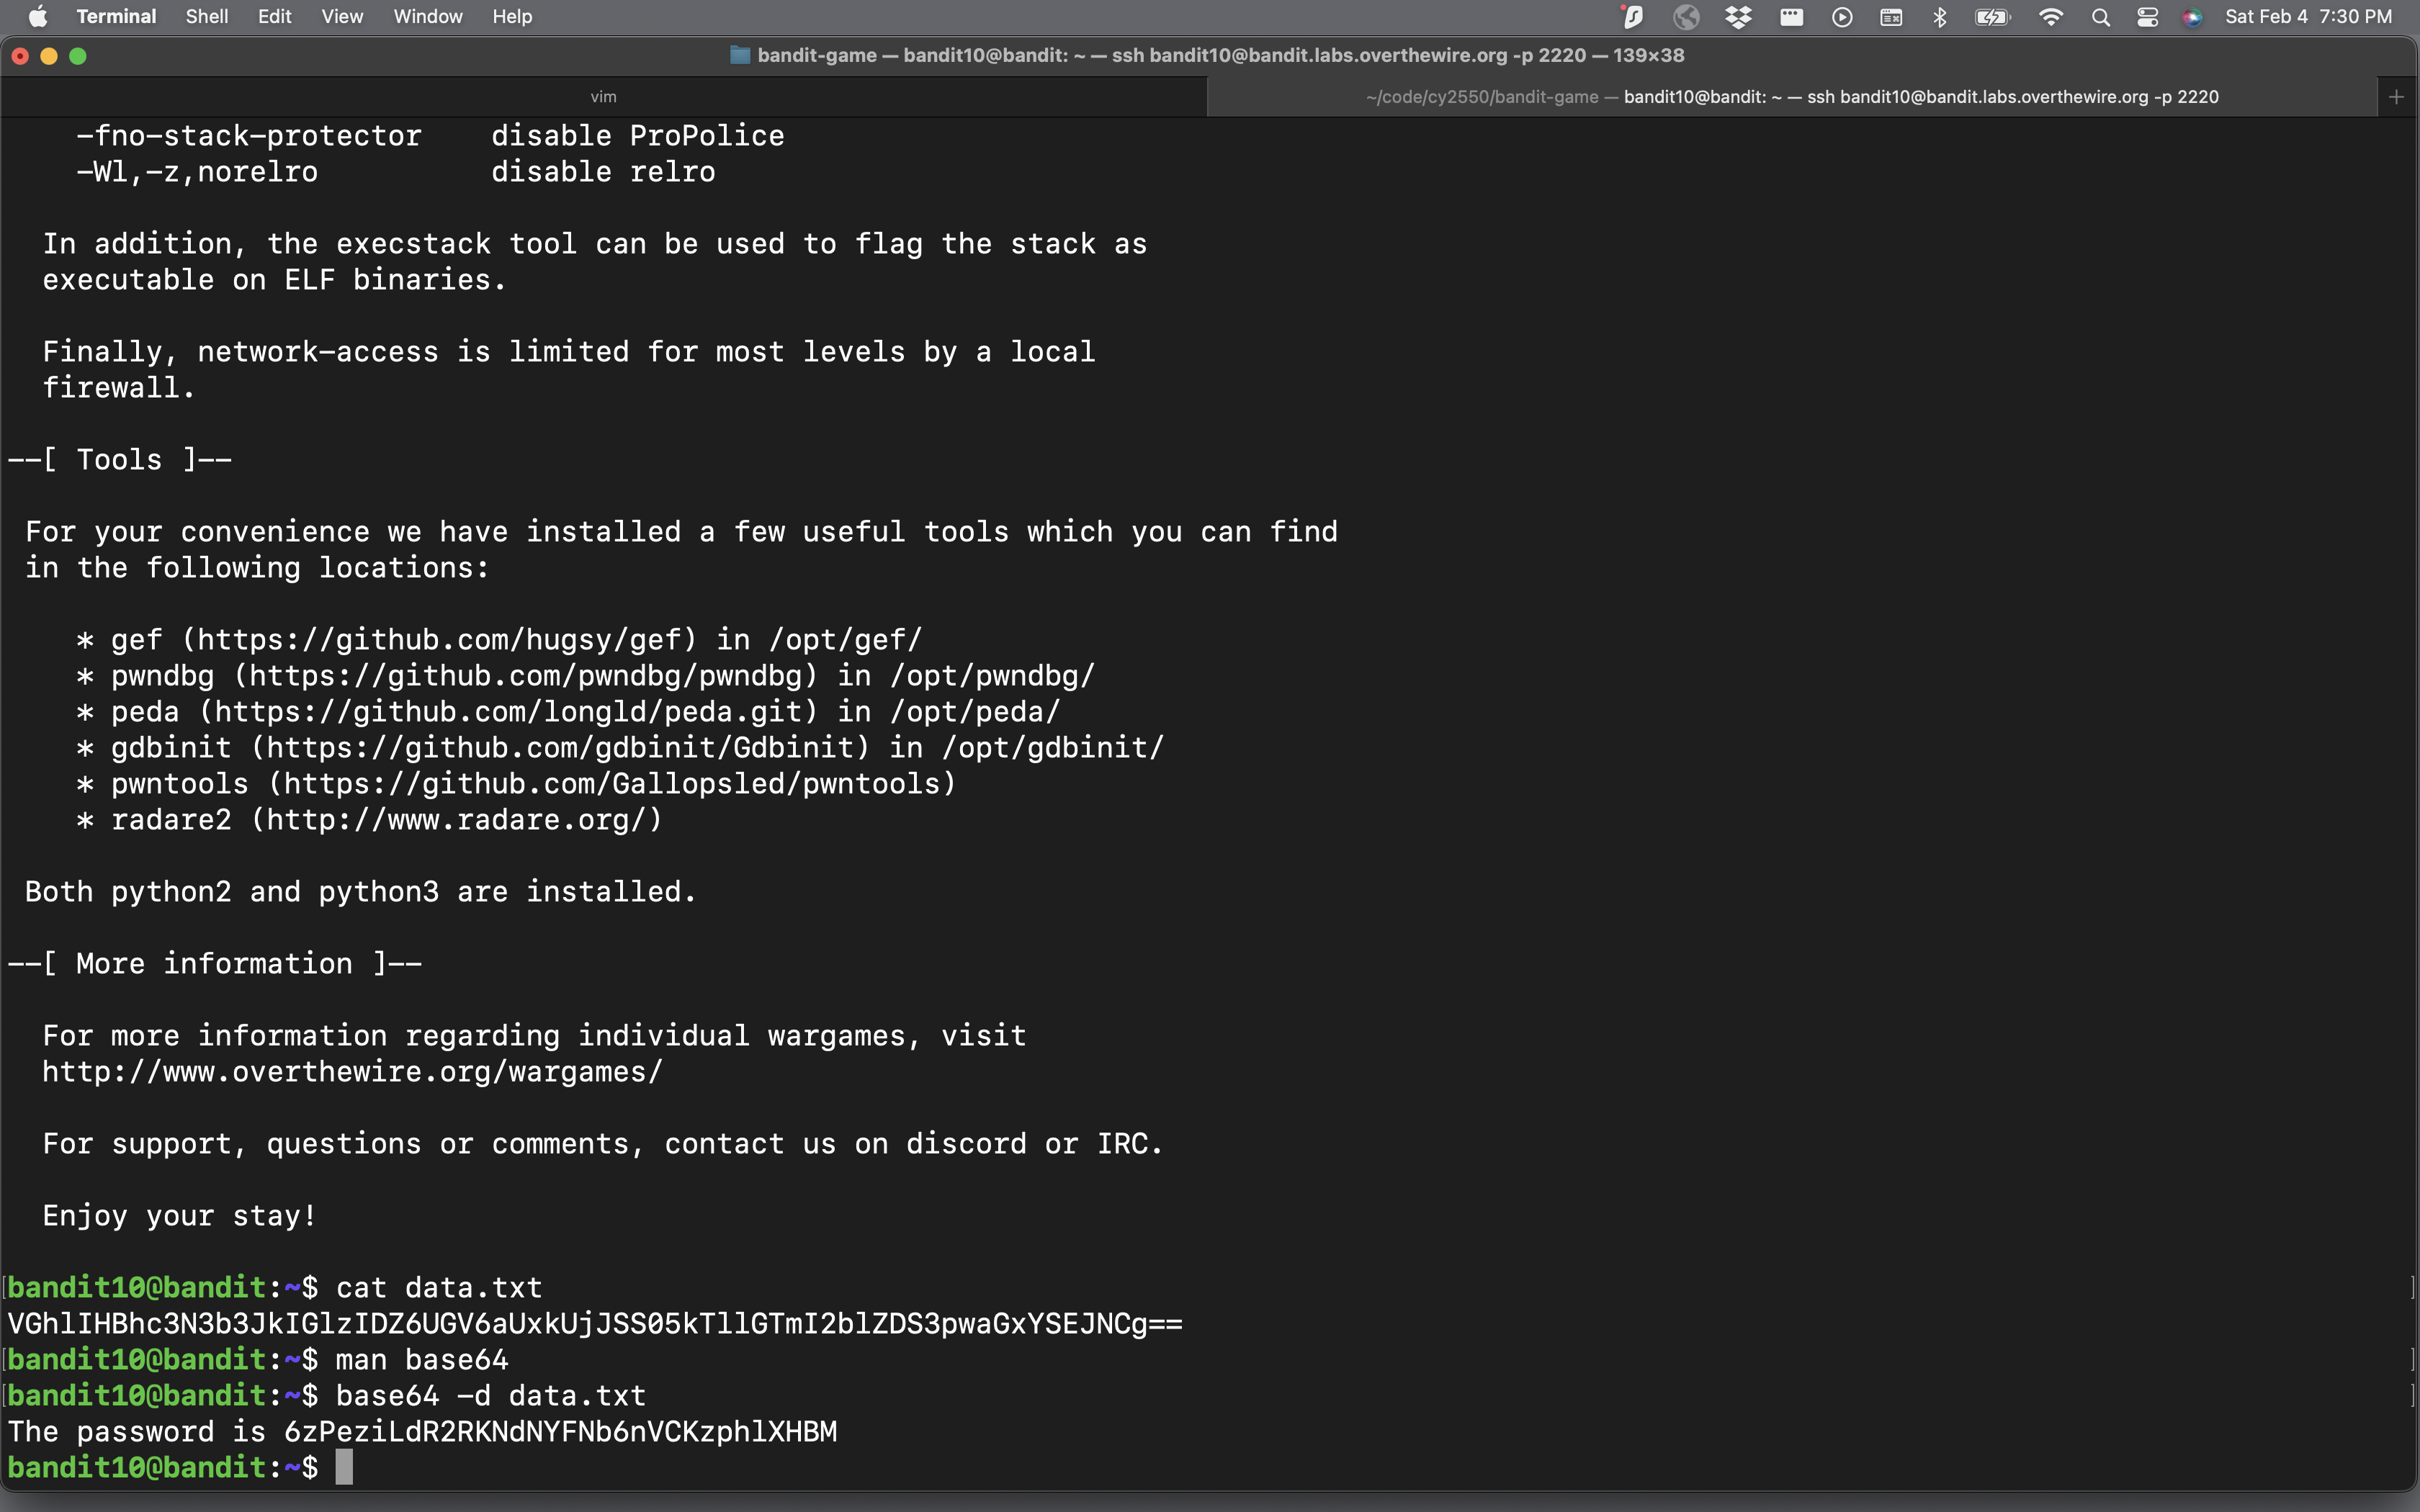 Terminal Shell Edit View Window Help Sat Feb 4 7:30 PM
bandit-game — bandit10@bandit: ~ — ssh bandit10@bandit.labs.overthewire.org -p 2220 — 139×38
vim ~/code/cy2550/bandit-game — bandit10@bandit: ~ — ssh bandit10@bandit.labs.overthewire.org -p 2220 +
-fno-stack-protector    disable ProPolice
-Wl,-z,norelro          disable relro
In addition, the execstack tool can be used to flag the stack as
executable on ELF binaries.
Finally, network-access is limited for most levels by a local
firewall.
--[ Tools ]--
For your convenience we have installed a few useful tools which you can find
in the following locations:
* gef (https://github.com/hugsy/gef) in /opt/gef/
* pwndbg (https://github.com/pwndbg/pwndbg) in /opt/pwndbg/
* peda (https://github.com/longld/peda.git) in /opt/peda/
* gdbinit (https://github.com/gdbinit/Gdbinit) in /opt/gdbinit/
* pwntools (https://github.com/Gallopsled/pwntools)
* radare2 (http://www.radare.org/)
Both python2 and python3 are installed.
--[ More information ]--
For more information regarding individual wargames, visit
http://www.overthewire.org/wargames/
For support, questions or comments, contact us on discord or IRC.
Enjoy your stay!
[bandit10@bandit:~$ cat data.txt ]
VGhlIHBhc3N3b3JkIGlzIDZ6UGV6aUxkUjJSS05kTllGTmI2blZDS3pwaGxYSEJNCg==
[bandit10@bandit:~$ man base64 ]
[bandit10@bandit:~$ base64 -d data.txt ]
The password is 6zPeziLdR2RKNdNYFNb6nVCKzphlXHBM
bandit10@bandit:~$